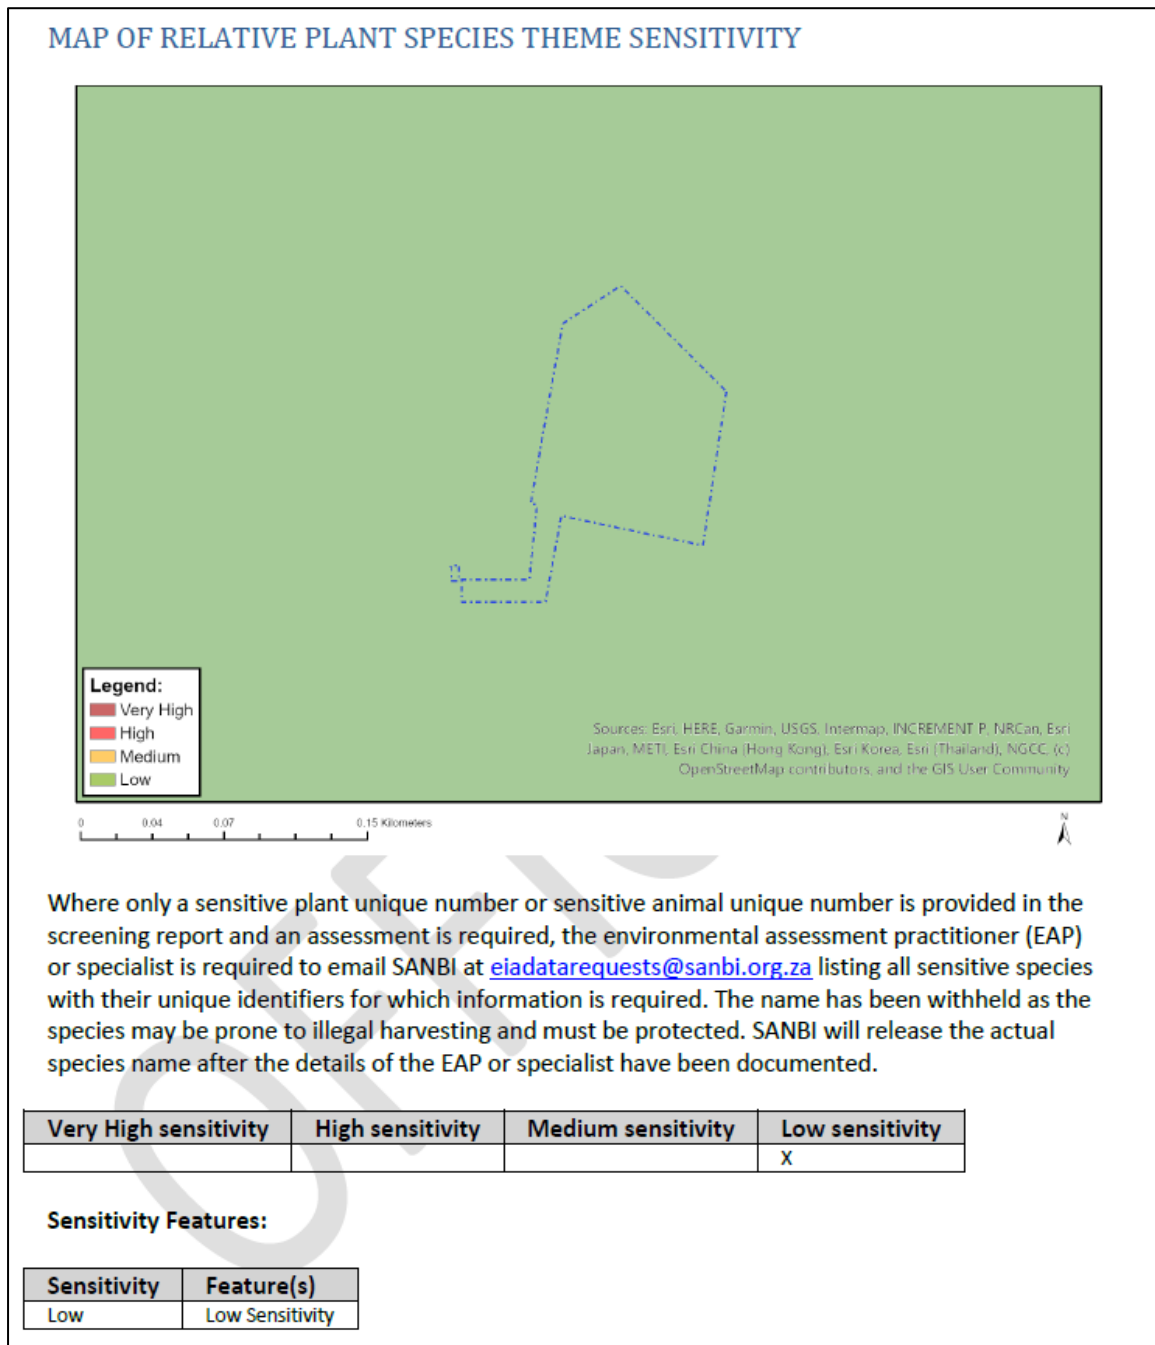 MAP OF RELATIVE PLANT SPECIES THEME SENSITIVITY
Legend:
Very High
High
Medium
Low
Sources: Esri, HERE, Garmin, USGS, Intermap, INCREMENT P, NRCan, Esri
Japan, METI, Esri China (Hong Kong), Esri Korea, Esri (Thailand), NGCC, (c)
OpenStreetMap contributors, and the GIS User Community
0 0.04 0.07 0.15 Kilometers
N
Where only a sensitive plant unique number or sensitive animal unique number is provided in the
screening report and an assessment is required, the environmental assessment practitioner (EAP)
or specialist is required to email SANBI at eiadatarequests@sanbi.org.za listing all sensitive species
with their unique identifiers for which information is required. The name has been withheld as the
species may be prone to illegal harvesting and must be protected. SANBI will release the actual
species name after the details of the EAP or specialist have been documented.
Very High sensitivity High sensitivity Medium sensitivity Low sensitivity
X
Sensitivity Features:
Sensitivity Feature(s)
Low Low Sensitivity